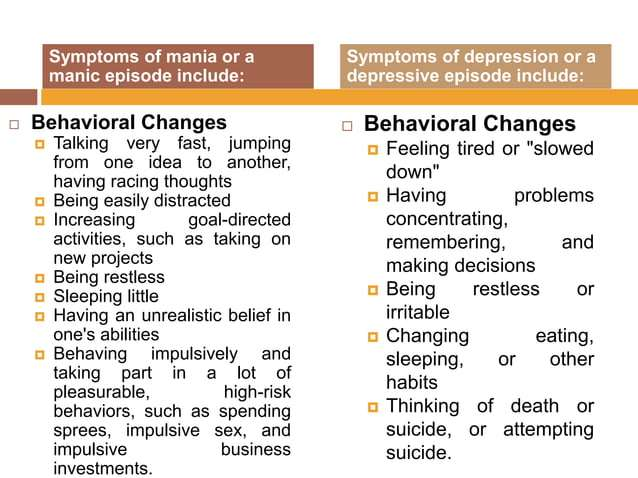 Symptoms of mania or a
manic episode include:
Symptoms of depression or a
depressive episode include:
Behavioral Changes
Talking very fast, jumping
from one idea to another,
having racing thoughts
Being easily distracted
Increasing goal-directed
activities, such as taking on
new projects
Being restless
Sleeping little
Having an unrealistic belief in
one's abilities
Behaving impulsively and
taking part in a lot of
pleasurable, high-risk
behaviors, such as spending
sprees, impulsive sex, and
impulsive business
investments.
Behavioral Changes
Feeling tired or "slowed
down"
Having problems
concentrating,
remembering, and
making decisions
Being restless or
irritable
Changing eating,
sleeping, or other
habits
Thinking of death or
suicide, or attempting
suicide.